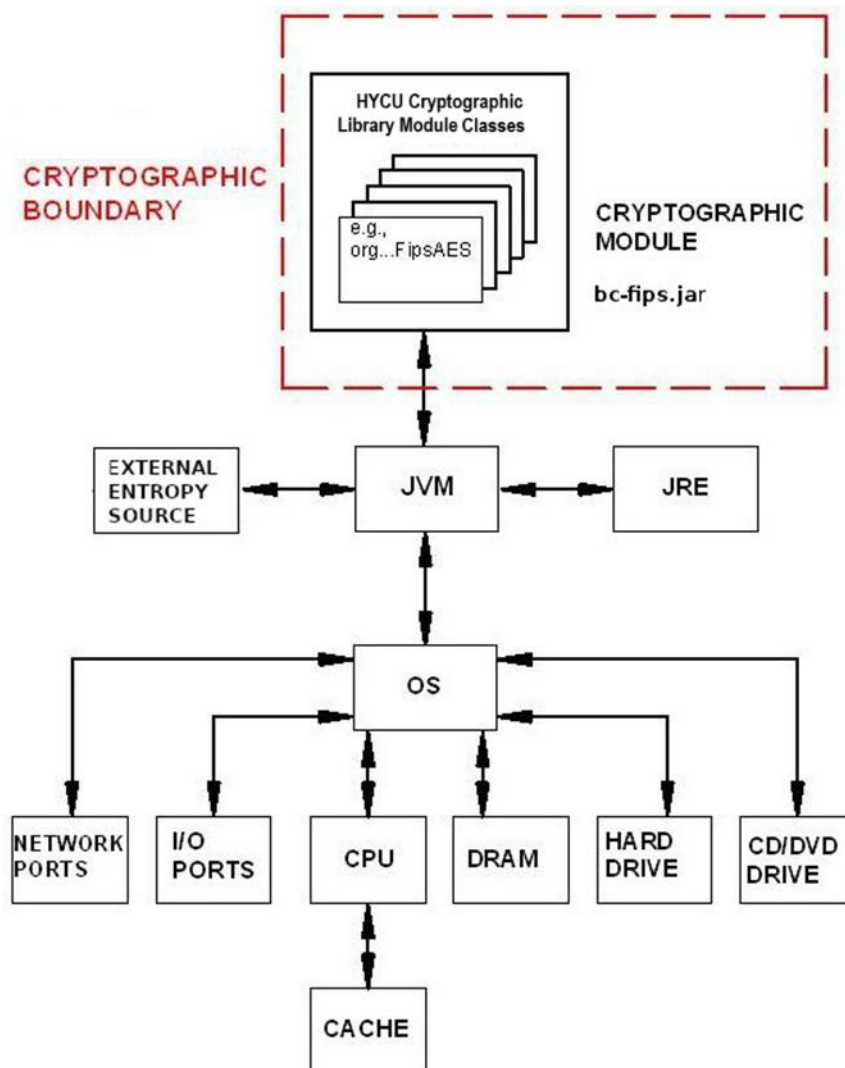 HYCU Cryptographic
Library Module Classes
CRYPTOGRAPHIC
BOUNDARY
e.g.,
org...FipsAES
CRYPTOGRAPHIC
MODULE
bc-fips.jar
EXTERNAL
ENTROPY
SOURCE
JVM
JRE
OS
NETWORK
PORTS
I/O
PORTS
CPU
DRAM
HARD
DRIVE
CD/DVD
DRIVE
CACHE